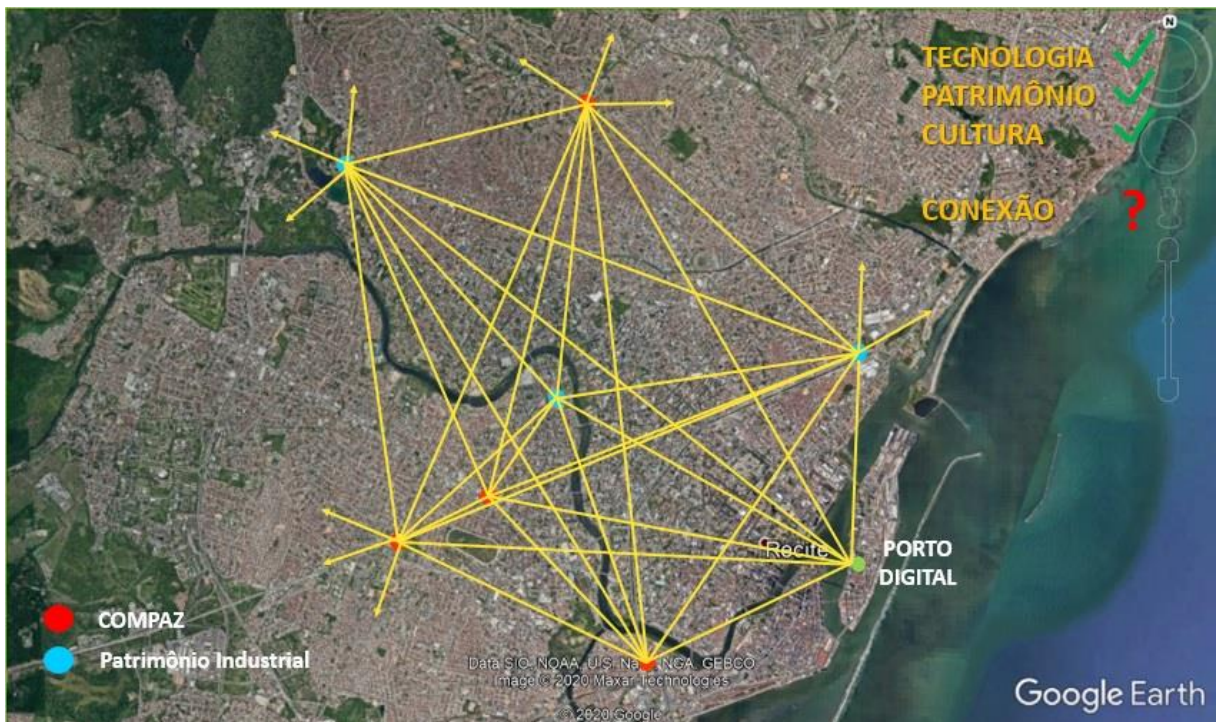 N
TECNOLOGIA
PATRIMÔNIO
CULTURA
CONEXÃO ?
Recife
PORTO
DIGITAL
COMPAZ
Patrimônio Industrial
Data SIO, NOAA, U.S. Na NGA, GEBCO
Image © 2020 Maxar Technologies
© 2020 Google
Google Earth